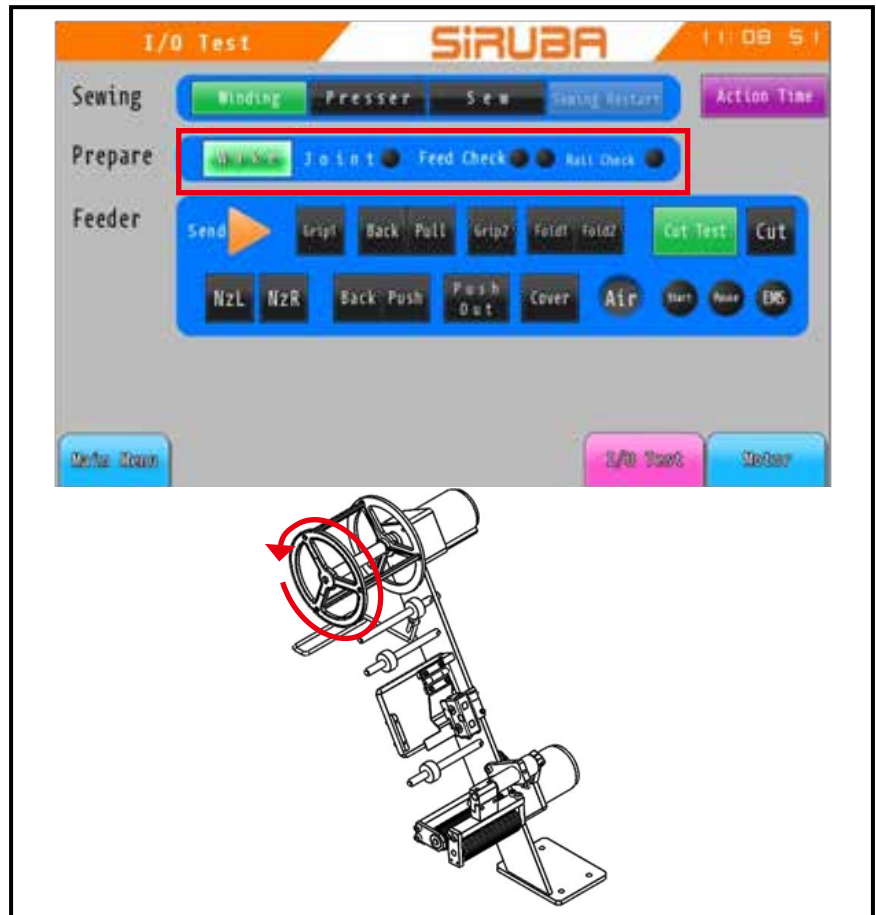 I/O Test SiRUBA 11:08 51
Sewing Winding Presser Sew Sewing Restart Action Time
Prepare Joint Feed Check Rail Check
Feeder Send Grip1 Back Pull Grip2 Fold1 Fold2 Cut Test Cut
NzL NzR Back Push Push Out Cover Air Start Pause EMS
Main Menu I/O Test Motor